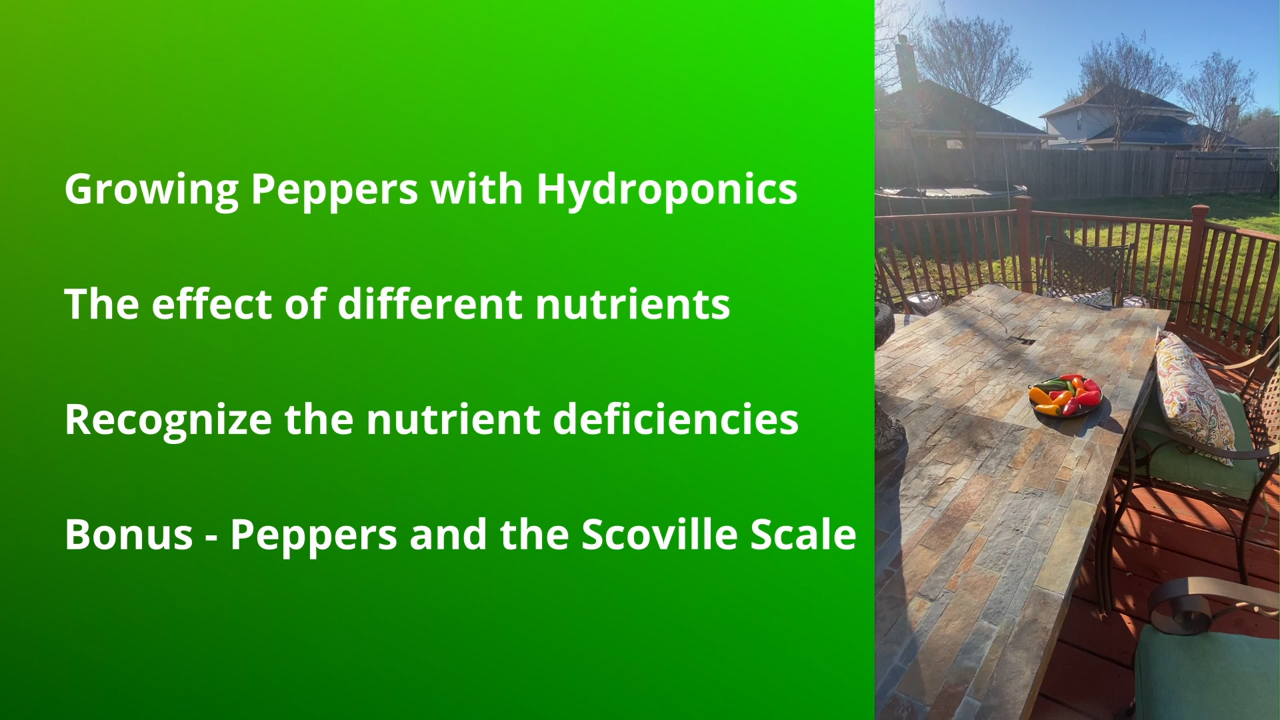 Growing Peppers with Hydroponics
The effect of different nutrients
Recognize the nutrient deficiencies
Bonus - Peppers and the Scoville Scale